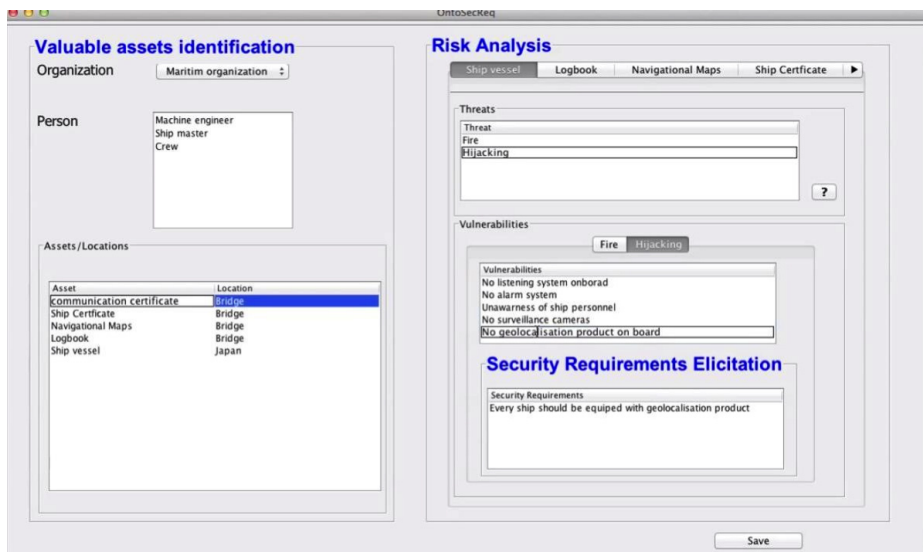 OntoSecReq
Valuable assets identification
Organization
Maritim organization
Person
Machine engineer
Ship master
Crew
Assets/Locations
Asset Location
communication certificate Bridge
Ship Certficate Bridge
Navigational Maps Bridge
Logbook Bridge
Ship vessel Japan
Risk Analysis
Ship vessel Logbook Navigational Maps Ship Certficate
Threats
Threat
Fire
Hijacking
?
Vulnerabilities
Fire Hijacking
Vulnerabilities
No listening system onborad
No alarm system
Unawarness of ship personnel
No surveillance cameras
No geolocalisation product on board
Security Requirements Elicitation
Security Requirements
Every ship should be equiped with geolocalisation product
Save